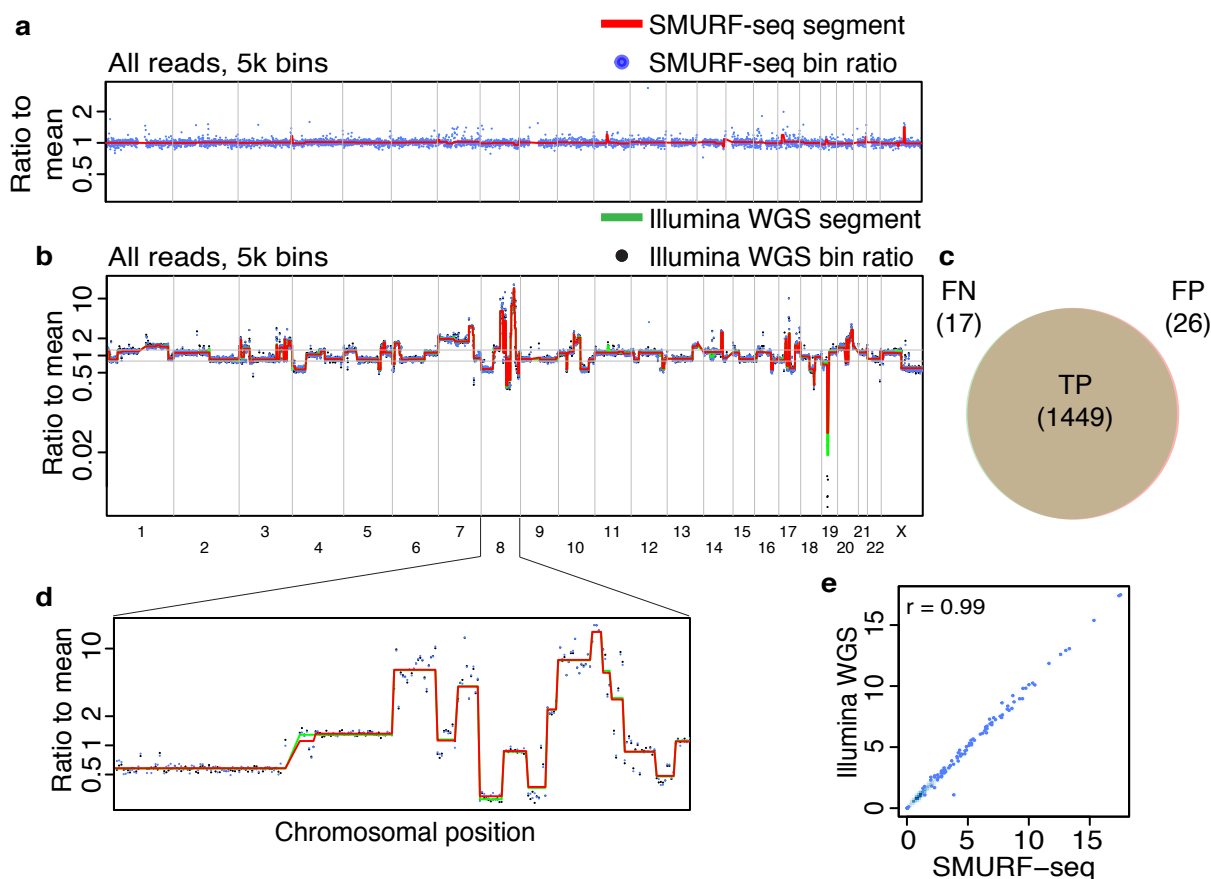 a
SMURF-seq segment
All reads, 5k bins
SMURF-seq bin ratio
Ratio to
mean
2
1
0.5
Illumina WGS segment
b
All reads, 5k bins
Illumina WGS bin ratio
Ratio to mean
10
2
1
0.5
0.02
1 3 5 7 9 11 13 15 17 19 21 X
2 4 6 8 10 12 14 16 18 20 22
c
FN
(17)
FP
(26)
TP
(1449)
d
Ratio to mean
10
2
1
0.5
Chromosomal position
e
r = 0.99
Illumina WGS
15
10
5
0
0 5 10 15
SMURF−seq